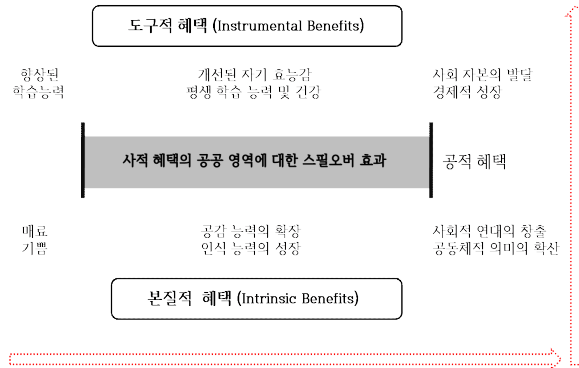 도구적 혜택 (Instrumental Benefits)
향상된 개선된 자기 효능감 사회 자본의 발달
학습능력 평생 학습 능력 및 건강 경제적 성장
사적 혜택의 공공 영역에 대한 스필오버 효과 공적 혜택
매료 공감 능력의 확장 사회적 연대의 창출
기쁨 인식 능력의 성장 공동체적 의미의 확산
본질적 혜택 (Intrinsic Benefits)